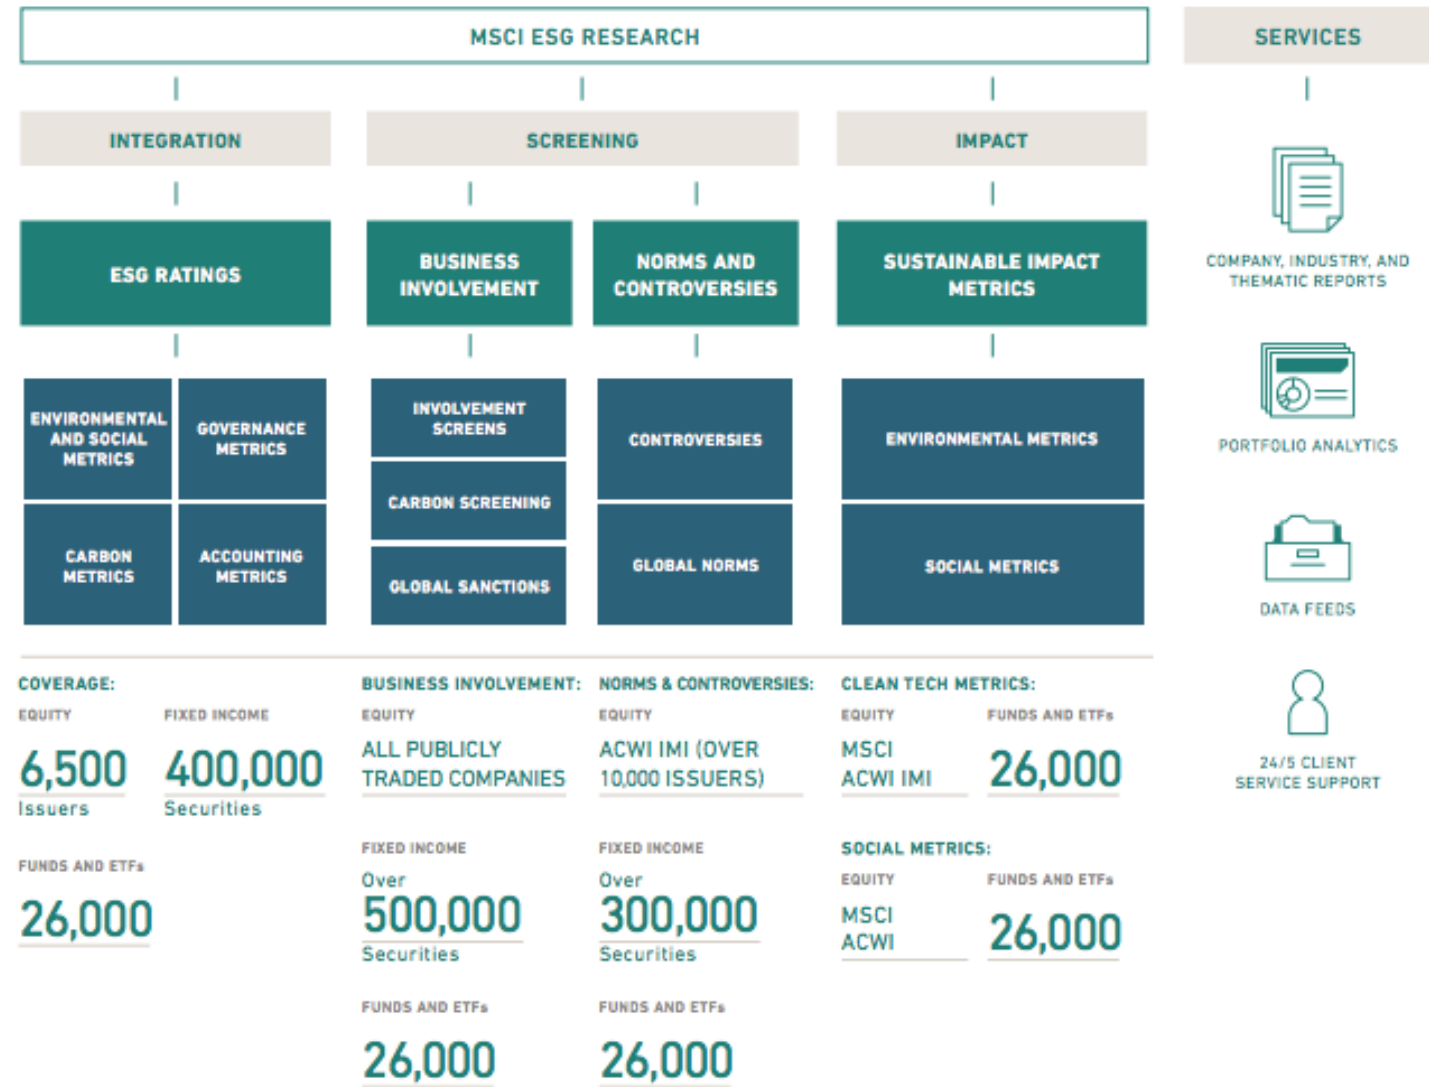 MSCI ESG RESEARCH
SERVICES
INTEGRATION
SCREENING
IMPACT
ESG RATINGS
BUSINESS
INVOLVEMENT
NORMS AND
CONTROVERSIES
SUSTAINABLE IMPACT
METRICS
ENVIRONMENTAL
AND SOCIAL
METRICS
GOVERNANCE
METRICS
CARBON
METRICS
ACCOUNTING
METRICS
INVOLVEMENT
SCREENS
CARBON SCREENING
GLOBAL SANCTIONS
CONTROVERSIES
GLOBAL NORMS
ENVIRONMENTAL METRICS
SOCIAL METRICS
COVERAGE:
EQUITY
6,500
Issuers
FIXED INCOME
400,000
Securities
FUNDS AND ETFs
26,000
BUSINESS INVOLVEMENT:
EQUITY
ALL PUBLICLY
TRADED COMPANIES
FIXED INCOME
Over
500,000
Securities
FUNDS AND ETFs
26,000
NORMS & CONTROVERSIES:
EQUITY
ACWI IMI (OVER
10,000 ISSUERS)
FIXED INCOME
Over
300,000
Securities
FUNDS AND ETFs
26,000
CLEAN TECH METRICS:
EQUITY
MSCI
ACWI IMI
FUNDS AND ETFs
26,000
SOCIAL METRICS:
EQUITY
MSCI
ACWI
FUNDS AND ETFs
26,000
COMPANY, INDUSTRY, AND
THEMATIC REPORTS
PORTFOLIO ANALYTICS
DATA FEEDS
24/5 CLIENT
SERVICE SUPPORT